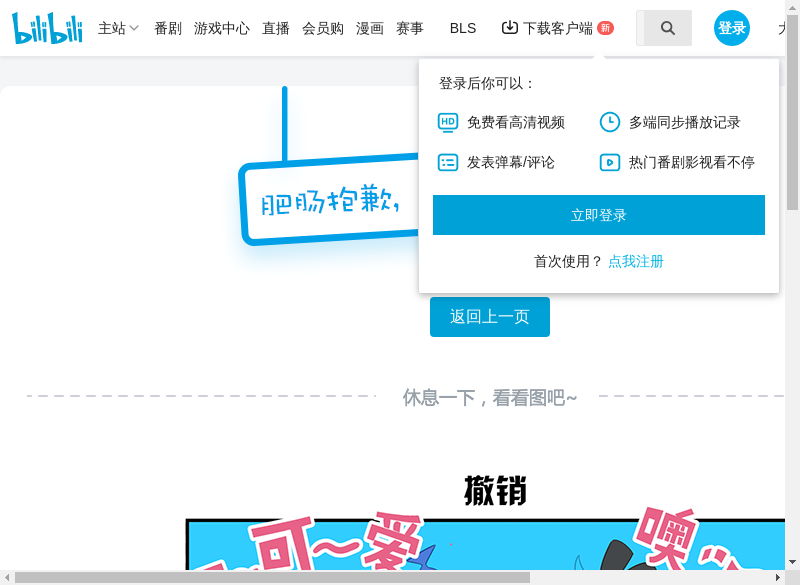 bilibili 主站 番剧 游戏中心 直播 会员购 漫画 赛事 BLS 下载客户端 新 登录
登录后你可以：
HD 免费看高清视频 多端同步播放记录
发表弹幕/评论 热门番剧影视看不停
立即登录
首次使用？ 点我注册
肥肠抱歉,
返回上一页
休息一下，看看图吧~
撤销
可~爱
噢